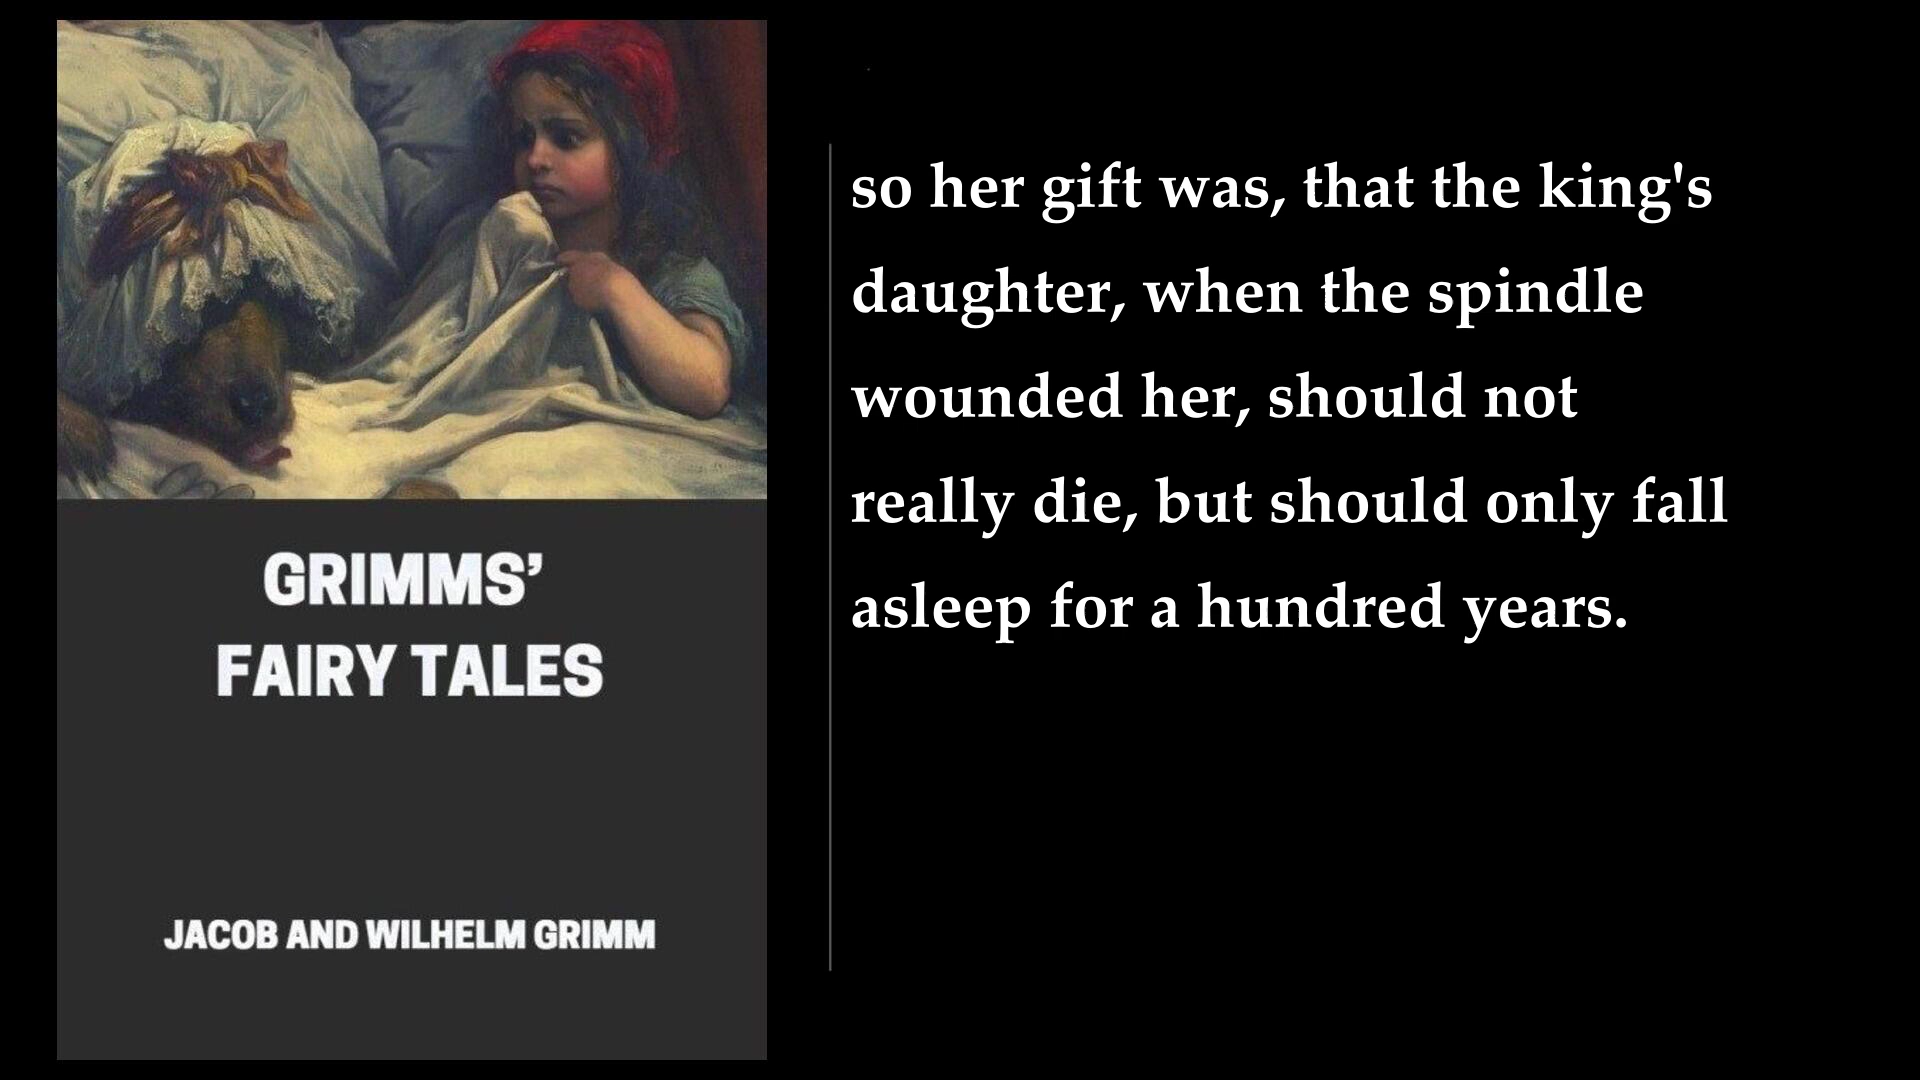 GRIMMS’
FAIRY TALES
JACOB AND WILHELM GRIMM
so her gift was, that the king's
daughter, when the spindle
wounded her, should not
really die, but should only fall
asleep for a hundred years.